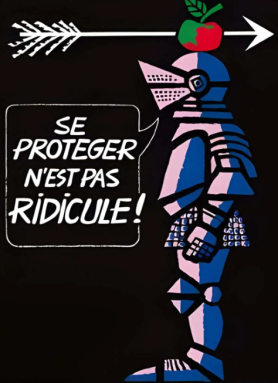 SE
PROTEGER
N'EST PAS
RIDICULE!